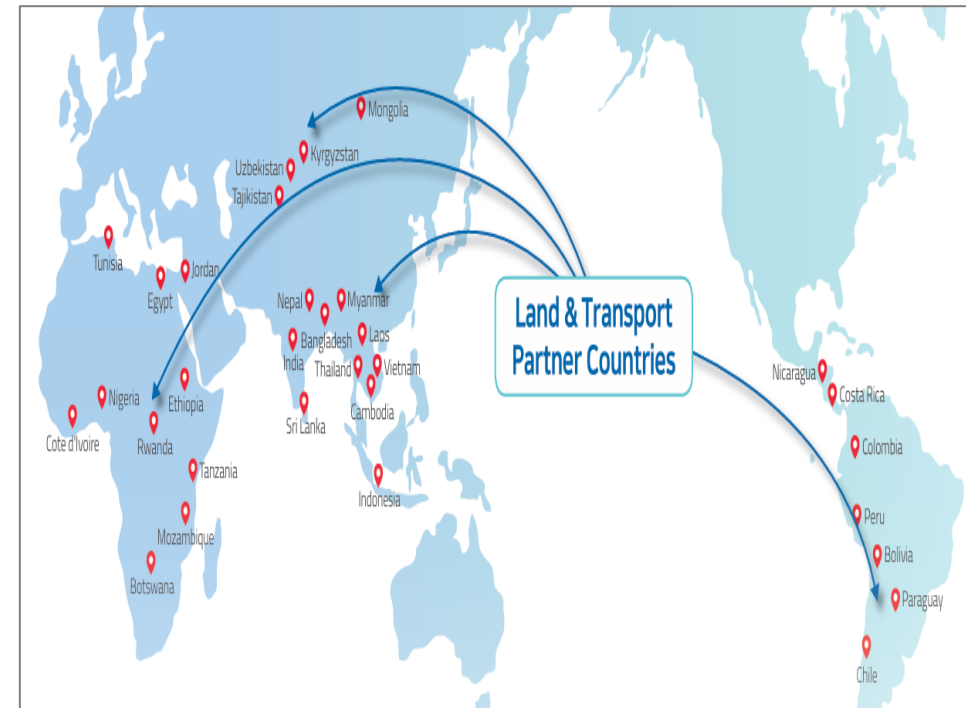 Mongolia
Kyrgyzstan
Uzbekistan
Tajikistan
Tunisia
Jordan
Egypt
Nepal
Myanmar
Bangladesh
Laos
India
Thailand
Vietnam
Cambodia
Sri Lanka
Indonesia
Nigeria
Ethiopia
Cote d'Ivoire
Rwanda
Tanzania
Mozambique
Botswana
Land & Transport
Partner Countries
Nicaragua
Costa Rica
Colombia
Peru
Bolivia
Paraguay
Chile